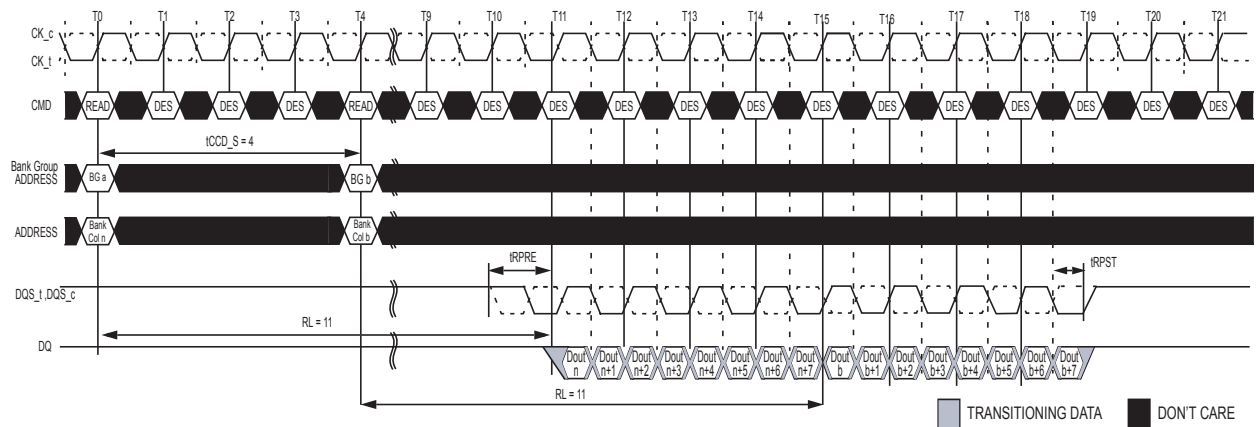 T0 T1 T2 T3 T4 T9 T10 T11 T12 T13 T14 T15 T16 T17 T18 T19 T20 T21
CK_c
CK_t
CMD READ DES DES DES READ DES DES DES DES DES DES DES DES DES DES DES DES DES
tCCD_S = 4
Bank Group
ADDRESS
BG a BG b
ADDRESS
Bank
Col n
Bank
Col b
tRPRE tRPST
DQS_t ,DQS_c
RL = 11
DQ
Dout
n
Dout
n+1
Dout
n+2
Dout
n+3
Dout
n+4
Dout
n+5
Dout
n+6
Dout
n+7
Dout
b
Dout
b+1
Dout
b+2
Dout
b+3
Dout
b+4
Dout
b+5
Dout
b+6
Dout
b+7
RL = 11
TRANSITIONING DATA DON'T CARE